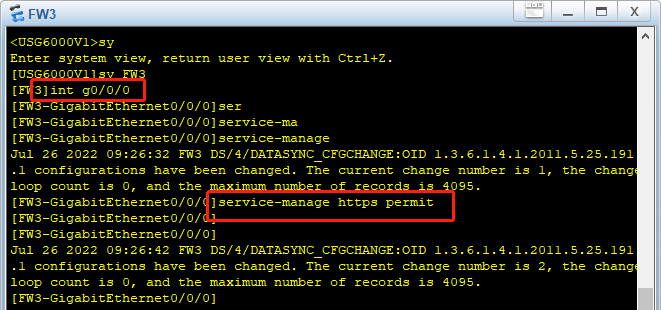 FW3
<USG6000V1>sy
Enter system view, return user view with Ctrl+Z.
[USG6000V1]sy FW3
[FW3]int g0/0/0
[FW3-GigabitEthernet0/0/0]ser
[FW3-GigabitEthernet0/0/0]service-ma
[FW3-GigabitEthernet0/0/0]service-manage
Jul 26 2022 09:26:32 FW3 DS/4/DATASYNC_CFGCHANGE:OID 1.3.6.1.4.1.2011.5.25.191
.1 configurations have been changed. The current change number is 1, the change
loop count is 0, and the maximum number of records is 4095.
[FW3-GigabitEthernet0/0/0]service-manage https permit
[FW3-GigabitEthernet0/0/0]
[FW3-GigabitEthernet0/0/0]
Jul 26 2022 09:26:42 FW3 DS/4/DATASYNC_CFGCHANGE:OID 1.3.6.1.4.1.2011.5.25.191
.1 configurations have been changed. The current change number is 2, the change
loop count is 0, and the maximum number of records is 4095.
[FW3-GigabitEthernet0/0/0]